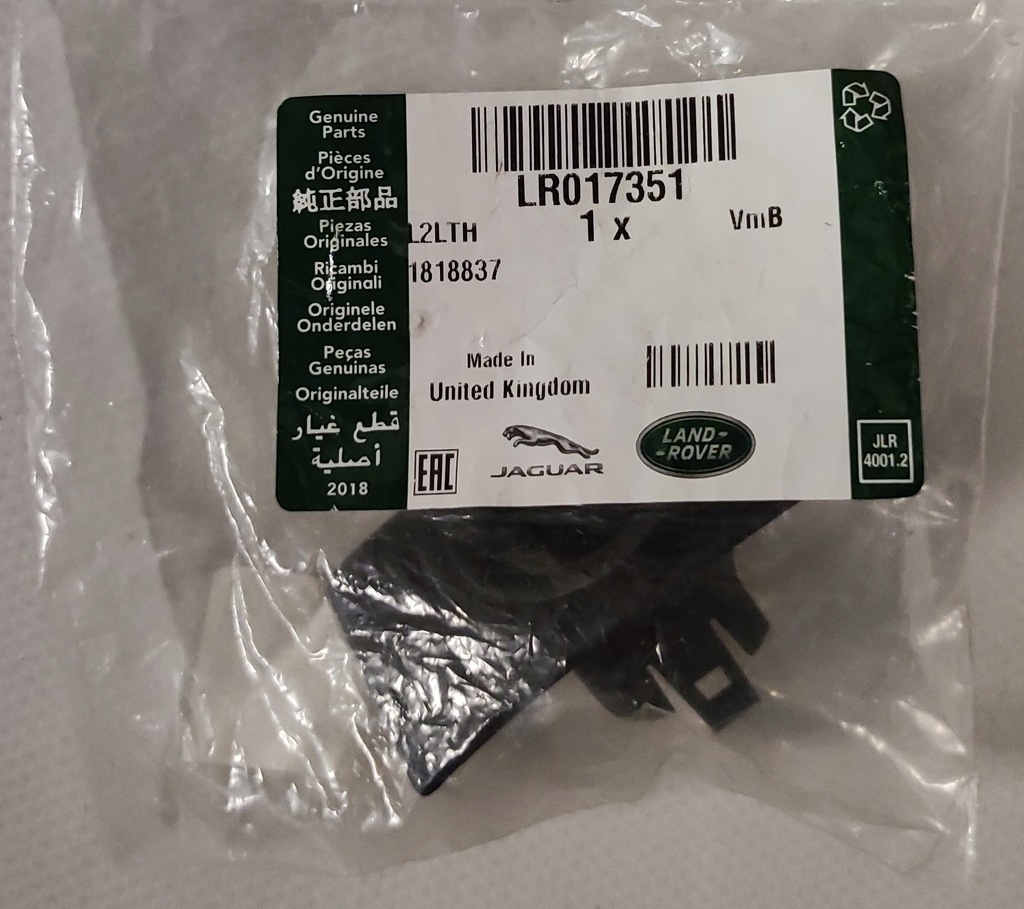 Genuine
Parts
Pièces
d'Origine
純正部品
Piezas
Originales
Ricambi
Originali
Originele
Onderdelen
Peças
Genuinas
Originalteile
قطع غيار
أصلية
2018
LR017351
1 x
VmB
L2LTH
1818837
Made In
United Kingdom
EAC
JAGUAR
LAND-
-ROVER
JLR
4001.2